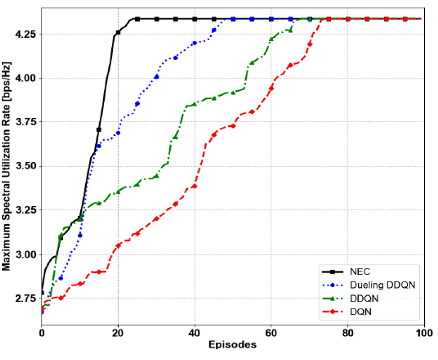 Maximum Spectral Utilization Rate [bps/Hz]
4.25
4.00
3.75
3.50
3.25
3.00
2.75
0 20 40 60 80 100
Episodes
NEC
Dueling DDQN
DDQN
DQN